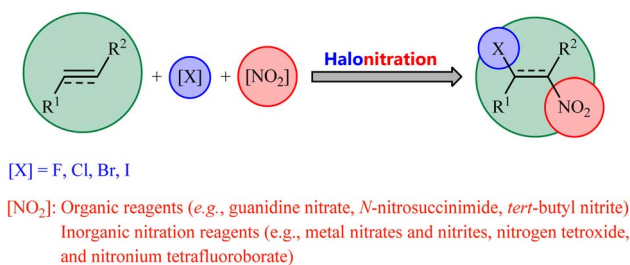 Halonitration
R² + [X] + [NO₂] X R²
R¹ R¹ NO₂
[X] = F, Cl, Br, I
[NO₂]: Organic reagents (e.g., guanidine nitrate, N-nitrosuccinimide, tert-butyl nitrite)
Inorganic nitration reagents (e.g., metal nitrates and nitrites, nitrogen tetroxide,
and nitronium tetrafluoroborate)